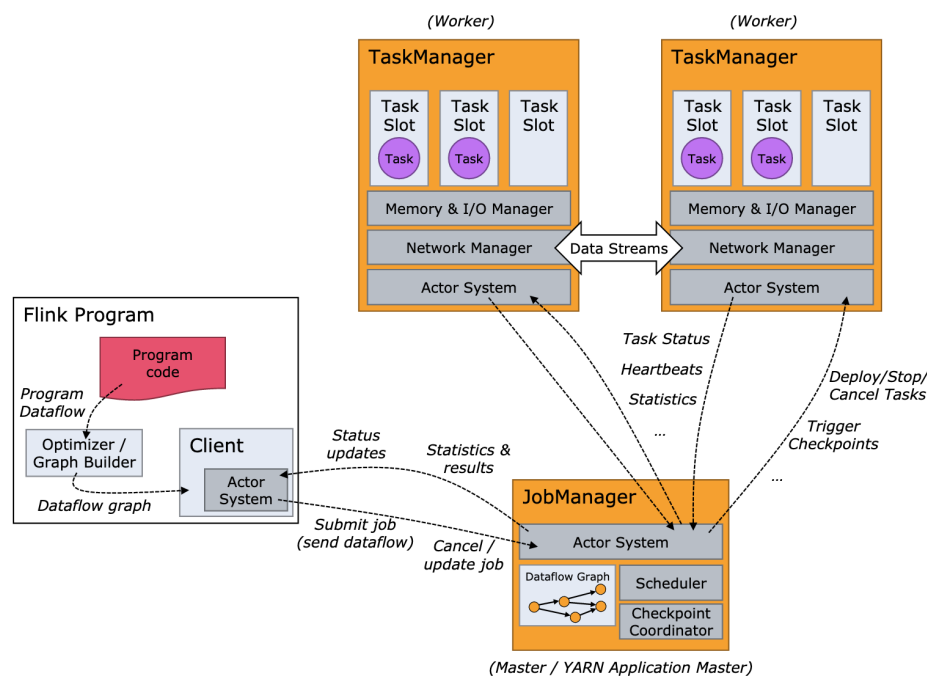 (Worker)
(Worker)
TaskManager
TaskManager
Task
Slot
Task
Task
Slot
Task
Task
Slot
Task
Slot
Task
Task
Slot
Task
Task
Slot
Memory & I/O Manager
Memory & I/O Manager
Network Manager
Data Streams
Network Manager
Actor System
Actor System
Flink Program
Program
code
Program
Dataflow
Optimizer /
Graph Builder
Dataflow graph
Client
Actor
System
Status
updates
Statistics &
results
Submit job
(send dataflow)
Cancel /
update job
Task Status
Heartbeats
Statistics
...
Deploy/Stop/
Cancel Tasks
Trigger
Checkpoints
...
JobManager
Actor System
Dataflow Graph
Scheduler
Checkpoint
Coordinator
(Master / YARN Application Master)